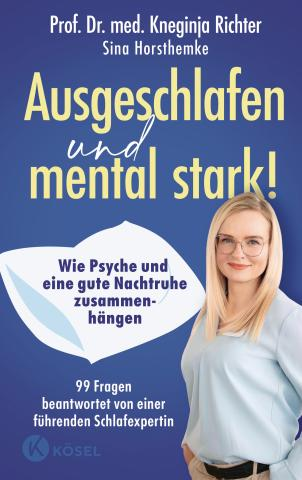 Prof. Dr. med. Kneginja Richter
Sina Horsthemke
Ausgeschlafen
und
mental stark!
Wie Psyche und
eine gute Nachtruhe
zusammen-
hängen
99 Fragen
beantwortet von einer
führenden Schlafexpertin
K KÖSEL